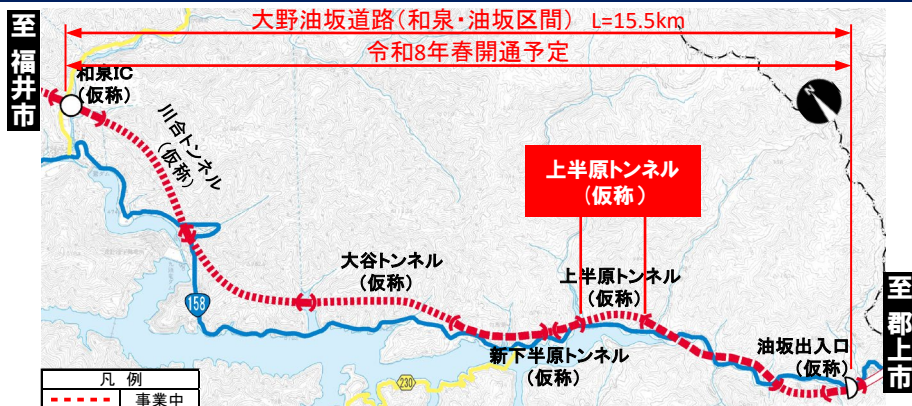 大野油坂道路(和泉・油坂区間) L=15.5km
令和8年春開通予定
至 福井市
和泉IC
(仮称)
川合トンネル
(仮称)
上半原トンネル
(仮称)
大谷トンネル
(仮称)
上半原トンネル
(仮称)
158
新下半原トンネル
(仮称)
油坂出入口
(仮称)
至 郡上市
230
N
凡 例
事業中